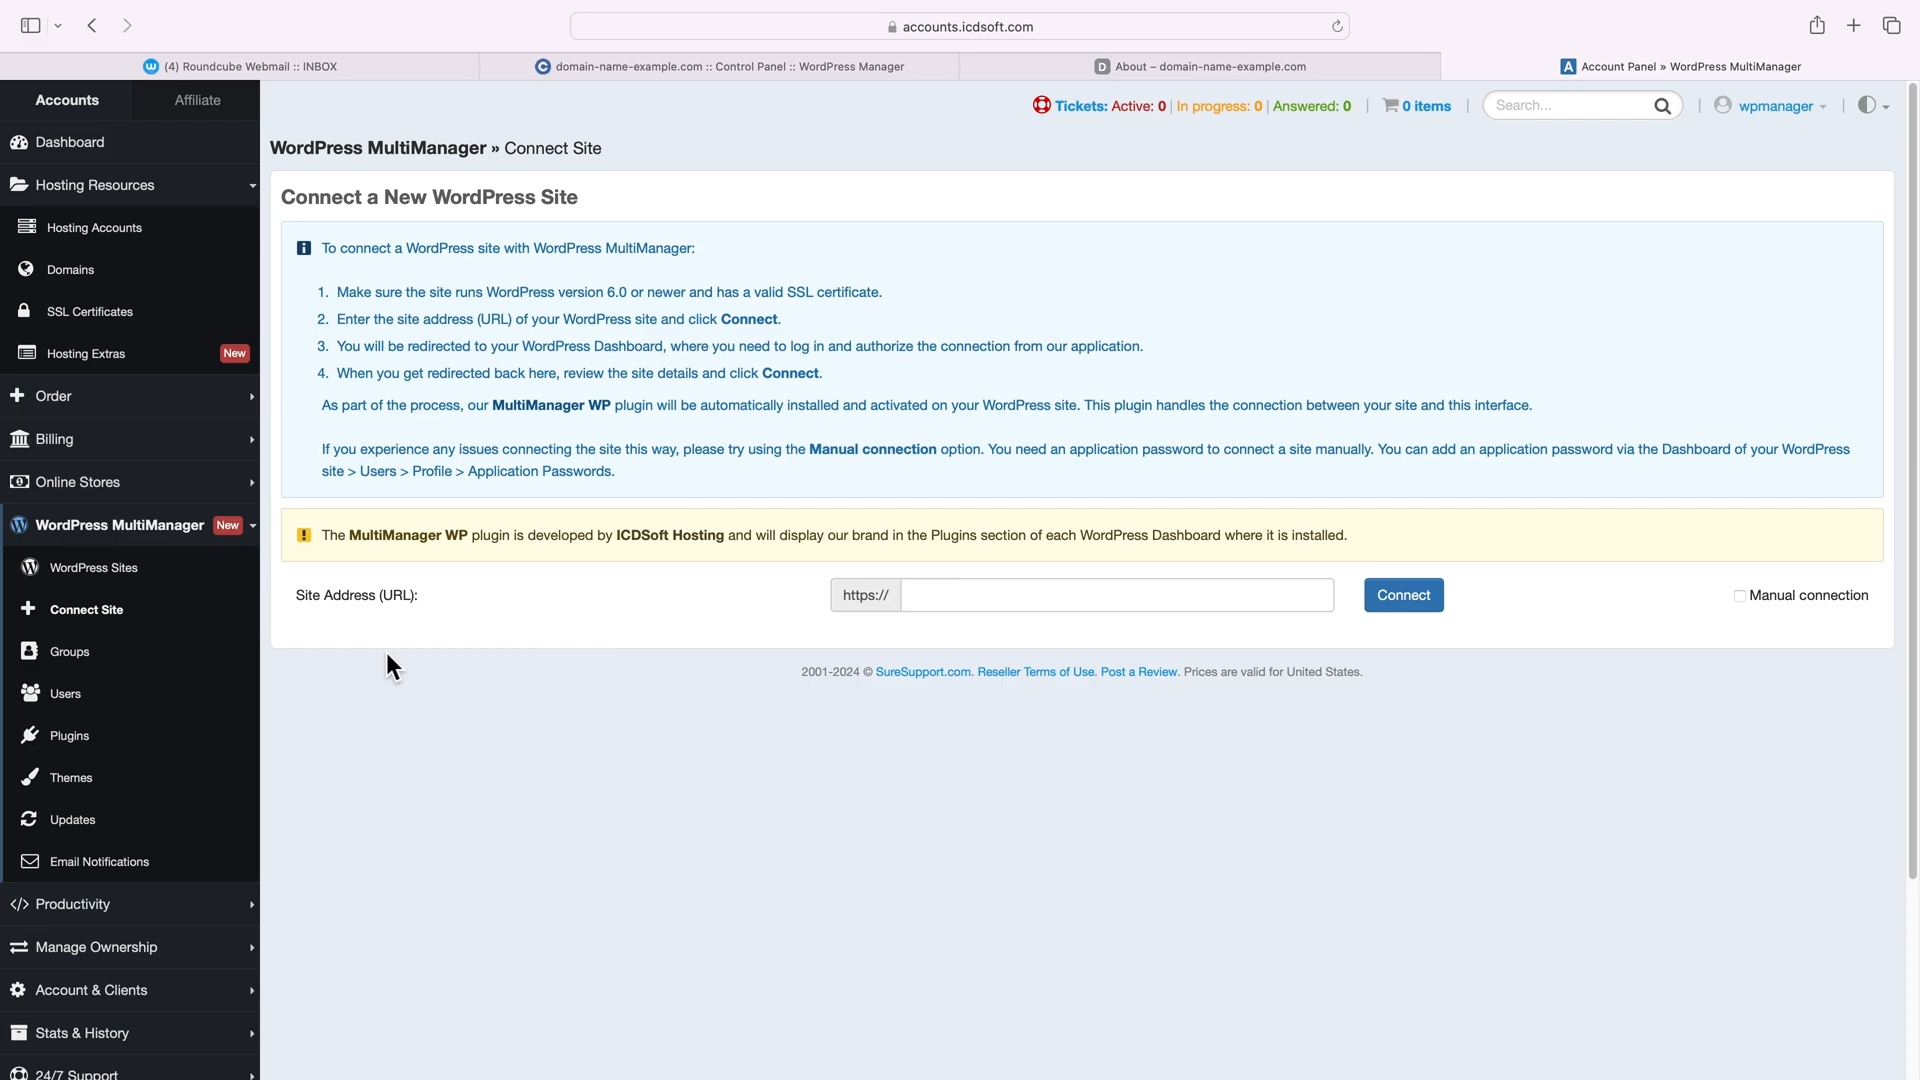 accounts.icdsoft.com
(4) Roundcube Webmail :: INBOX
domain-name-example.com :: Control Panel :: WordPress Manager
About – domain-name-example.com
Account Panel » WordPress MultiManager
Accounts
Affiliate
Tickets: Active: 0 | In progress: 0 | Answered: 0
0 items
Search...
wpmanager
Dashboard
Hosting Resources
Hosting Accounts
Domains
SSL Certificates
Hosting Extras New
Order
Billing
Online Stores
WordPress MultiManager New
WordPress Sites
Connect Site
Groups
Users
Plugins
Themes
Updates
Email Notifications
Productivity
Manage Ownership
Account & Clients
Stats & History
24/7 Support
WordPress MultiManager » Connect Site
Connect a New WordPress Site
To connect a WordPress site with WordPress MultiManager:
1. Make sure the site runs WordPress version 6.0 or newer and has a valid SSL certificate.
2. Enter the site address (URL) of your WordPress site and click Connect.
3. You will be redirected to your WordPress Dashboard, where you need to log in and authorize the connection from our application.
4. When you get redirected back here, review the site details and click Connect.
As part of the process, our MultiManager WP plugin will be automatically installed and activated on your WordPress site. This plugin handles the connection between your site and this interface.
If you experience any issues connecting the site this way, please try using the Manual connection option. You need an application password to connect a site manually. You can add an application password via the Dashboard of your WordPress
site > Users > Profile > Application Passwords.
The MultiManager WP plugin is developed by ICDSoft Hosting and will display our brand in the Plugins section of each WordPress Dashboard where it is installed.
Site Address (URL):
https://
Connect
Manual connection
2001-2024 © SureSupport.com. Reseller Terms of Use. Post a Review. Prices are valid for United States.